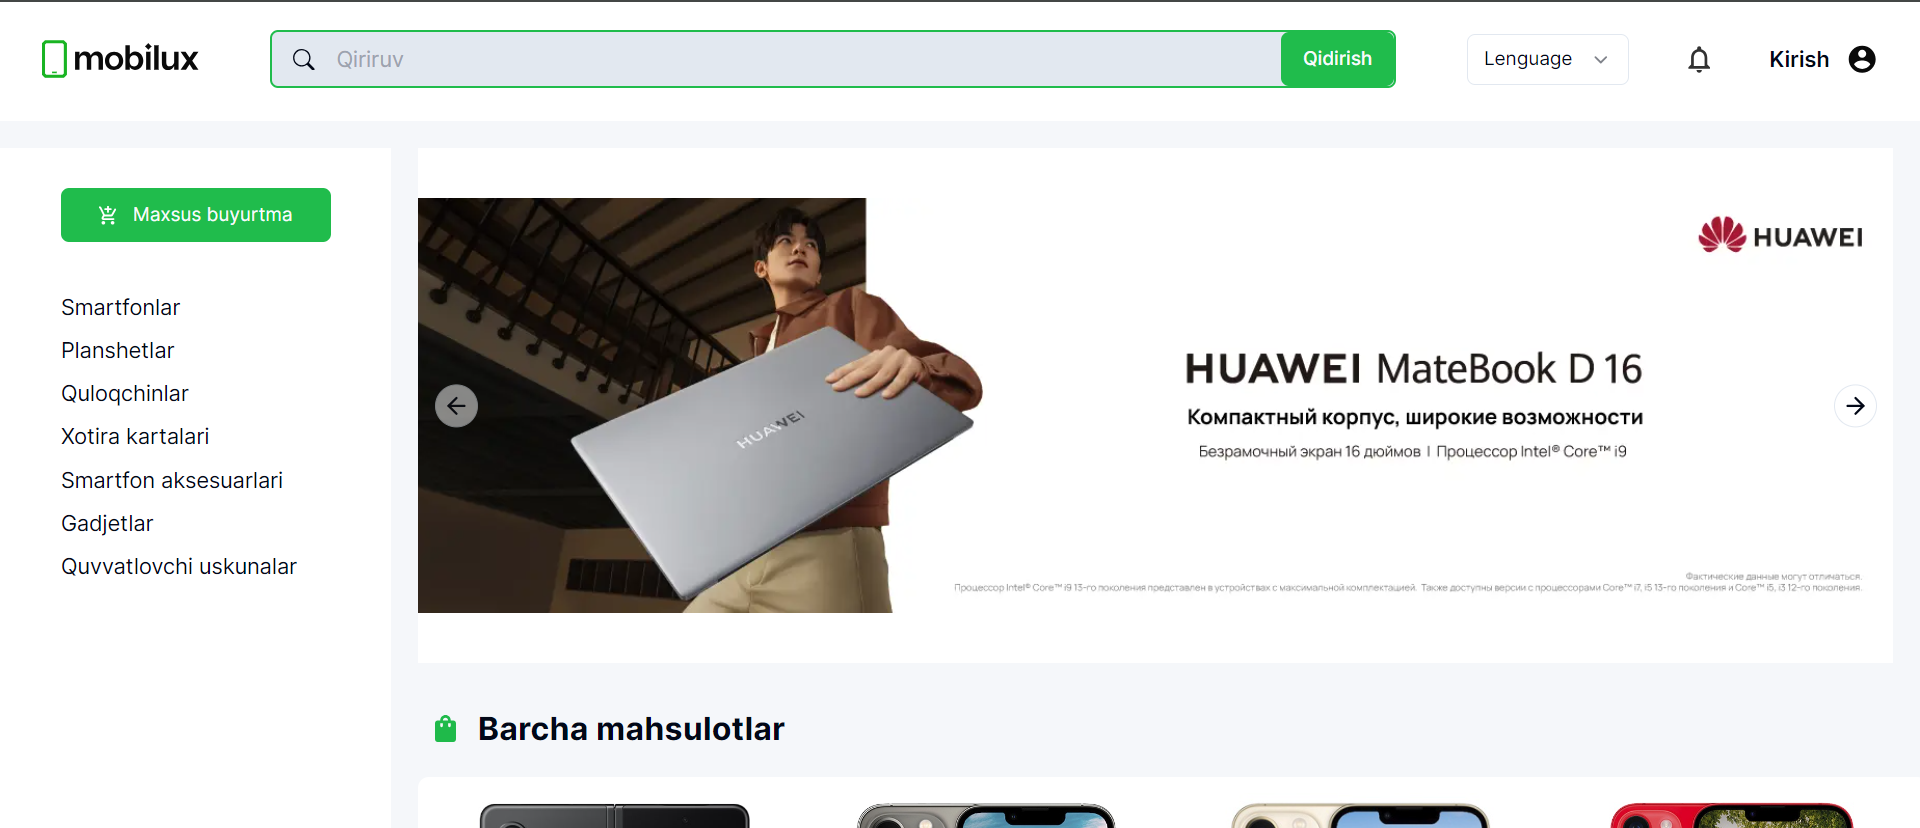 mobilux
Qiriruv
Qidirish
Lenguage
Kirish
Maxsus buyurtma
Smartfonlar
Planshetlar
Quloqchinlar
Xotira kartalari
Smartfon aksesuarlari
Gadjetlar
Quvvatlovchi uskunalar
HUAWEI
HUAWEI
HUAWEI MateBook D 16
Компактный корпус, широкие возможности
Безрамочный экран 16 дюймов | Процессор Intel® Core™ i9
Фактические данные могут отличаться.
Процессор Intel® Core™ i9 13-го поколения представлен в устройствах с максимальной комплектацией. Также доступны версии с процессорами Core™ i7, i5 13-го поколения и Core™ i5, i3 12-го поколения.
Barcha mahsulotlar